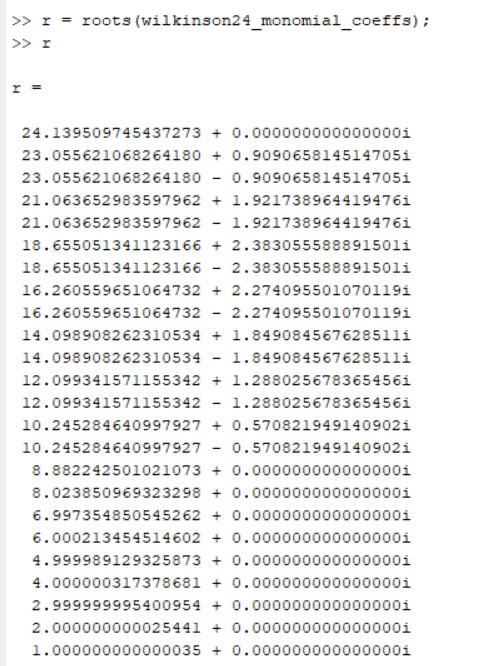 >> r = roots(wilkinson24_monomial_coeffs);
>> r
r =
24.139509745437273 + 0.000000000000000i
23.055621068264180 + 0.909065814514705i
23.055621068264180 - 0.909065814514705i
21.063652983597962 + 1.921738964419476i
21.063652983597962 - 1.921738964419476i
18.655051341123166 + 2.383055588891501i
18.655051341123166 - 2.383055588891501i
16.260559651064732 + 2.274095501070119i
16.260559651064732 - 2.274095501070119i
14.098908262310534 + 1.849084567628511i
14.098908262310534 - 1.849084567628511i
12.099341571155342 + 1.288025678365456i
12.099341571155342 - 1.288025678365456i
10.245284640997927 + 0.570821949140902i
10.245284640997927 - 0.570821949140902i
8.882242501021073 + 0.000000000000000i
8.023850969323298 + 0.000000000000000i
6.997354850545262 + 0.000000000000000i
6.000213454514602 + 0.000000000000000i
4.999989129325873 + 0.000000000000000i
4.000000317378681 + 0.000000000000000i
2.999999995400954 + 0.000000000000000i
2.000000000025441 + 0.000000000000000i
1.000000000000035 + 0.000000000000000i